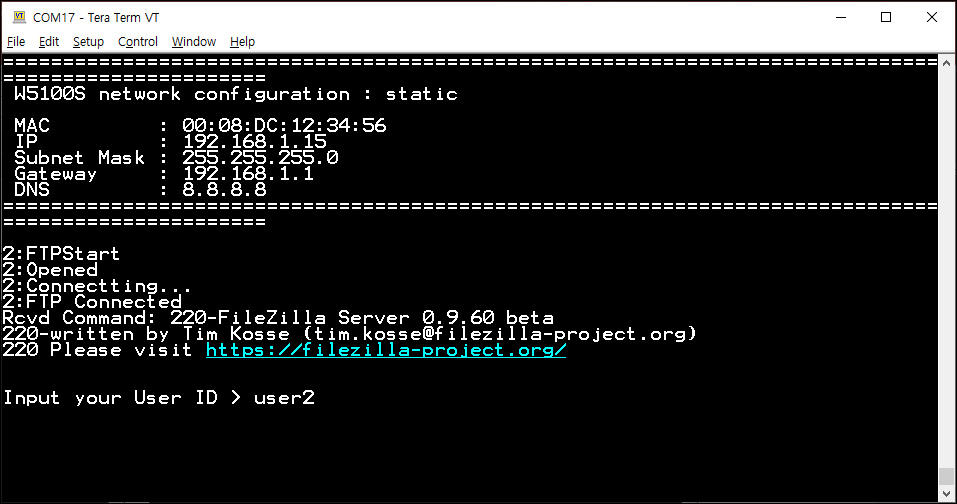 COM17 - Tera Term VT
File Edit Setup Control Window Help
==============================================================================
======================
W5100S network configuration : static
MAC : 00:08:DC:12:34:56
IP : 192.168.1.15
Subnet Mask : 255.255.255.0
Gateway : 192.168.1.1
DNS : 8.8.8.8
==============================================================================
======================
2:FTPStart
2:Opened
2:Connectting...
2:FTP Connected
Rcvd Command: 220-FileZilla Server 0.9.60 beta
220-written by Tim Kosse (tim.kosse@filezilla-project.org)
220 Please visit https://filezilla-project.org/
Input your User ID > user2